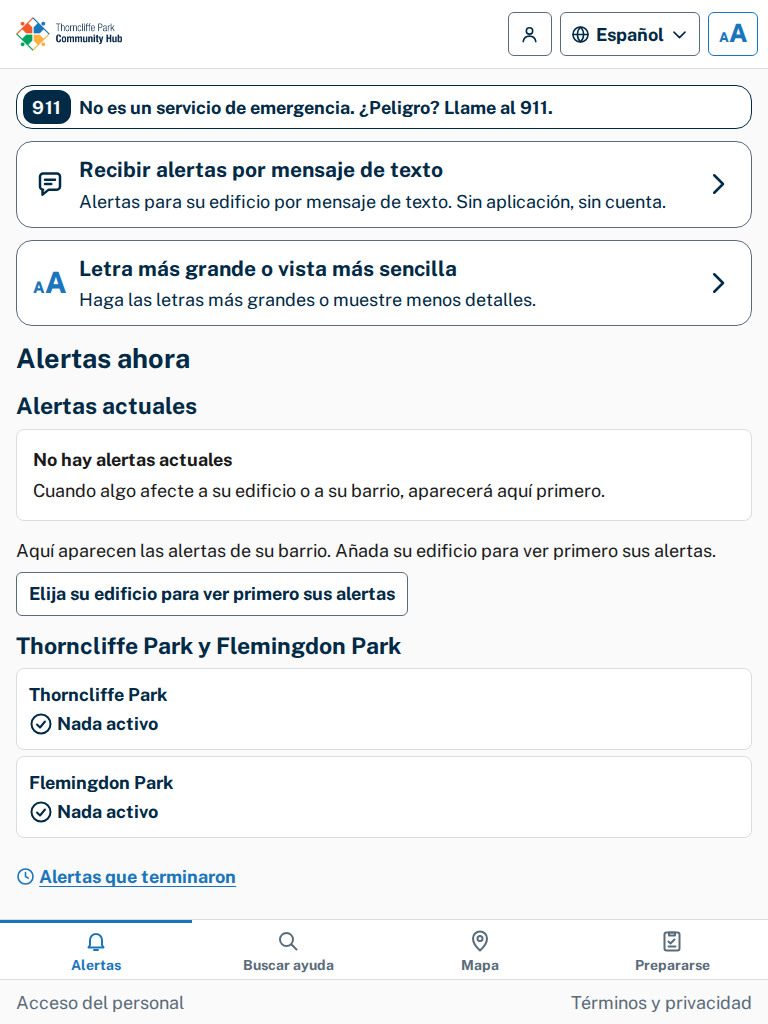 Thorncliffe Park
Community Hub
Español
AA
911 No es un servicio de emergencia. ¿Peligro? Llame al 911.
Recibir alertas por mensaje de texto
Alertas para su edificio por mensaje de texto. Sin aplicación, sin cuenta.
AA
Letra más grande o vista más sencilla
Haga las letras más grandes o muestre menos detalles.
Alertas ahora
Alertas actuales
No hay alertas actuales
Cuando algo afecte a su edificio o a su barrio, aparecerá aquí primero.
Aquí aparecen las alertas de su barrio. Añada su edificio para ver primero sus alertas.
Elija su edificio para ver primero sus alertas
Thorncliffe Park y Flemingdon Park
Thorncliffe Park
Nada activo
Flemingdon Park
Nada activo
Alertas que terminaron
Alertas
Buscar ayuda
Mapa
Prepararse
Acceso del personal
Términos y privacidad